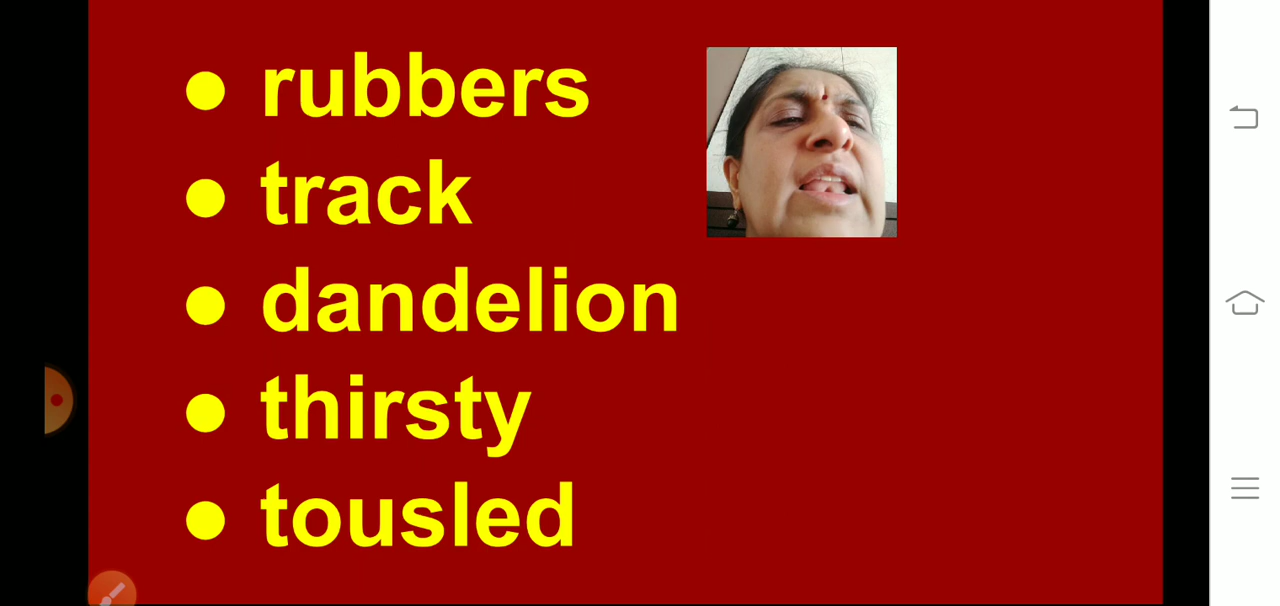 ● rubbers
● track
● dandelion
● thirsty
● tousled